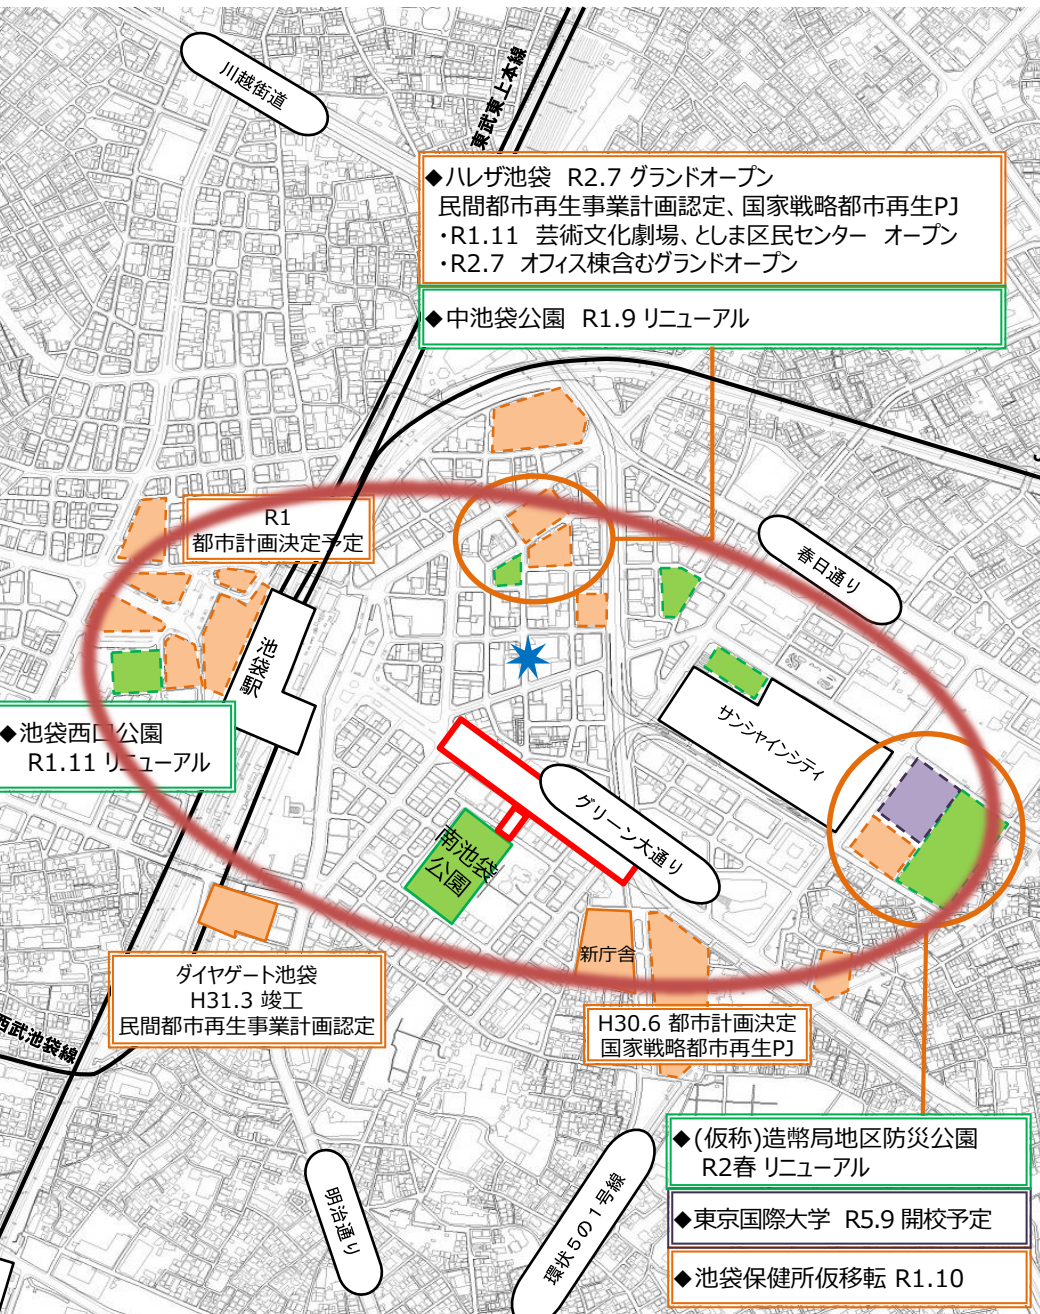 川越街道
東武東上本線
◆ハレザ池袋 R2.7 グランドオープン
民間都市再生事業計画認定、国家戦略都市再生PJ
・R1.11 芸術文化劇場、としま区民センター オープン
・R2.7 オフィス棟含むグランドオープン
◆中池袋公園 R1.9 リニューアル
R1
都市計画決定予定
春日通り
池袋駅
サンシャインシティ
◆池袋西口公園
R1.11 リニューアル
グリーン大通り
南池袋
公園
新庁舎
ダイヤゲート池袋
H31.3 竣工
民間都市再生事業計画認定
H30.6 都市計画決定
国家戦略都市再生PJ
西武池袋線
◆(仮称)造幣局地区防災公園
R2春 リニューアル
◆東京国際大学 R5.9 開校予定
◆池袋保健所仮移転 R1.10
明治通り
環状5の1号線